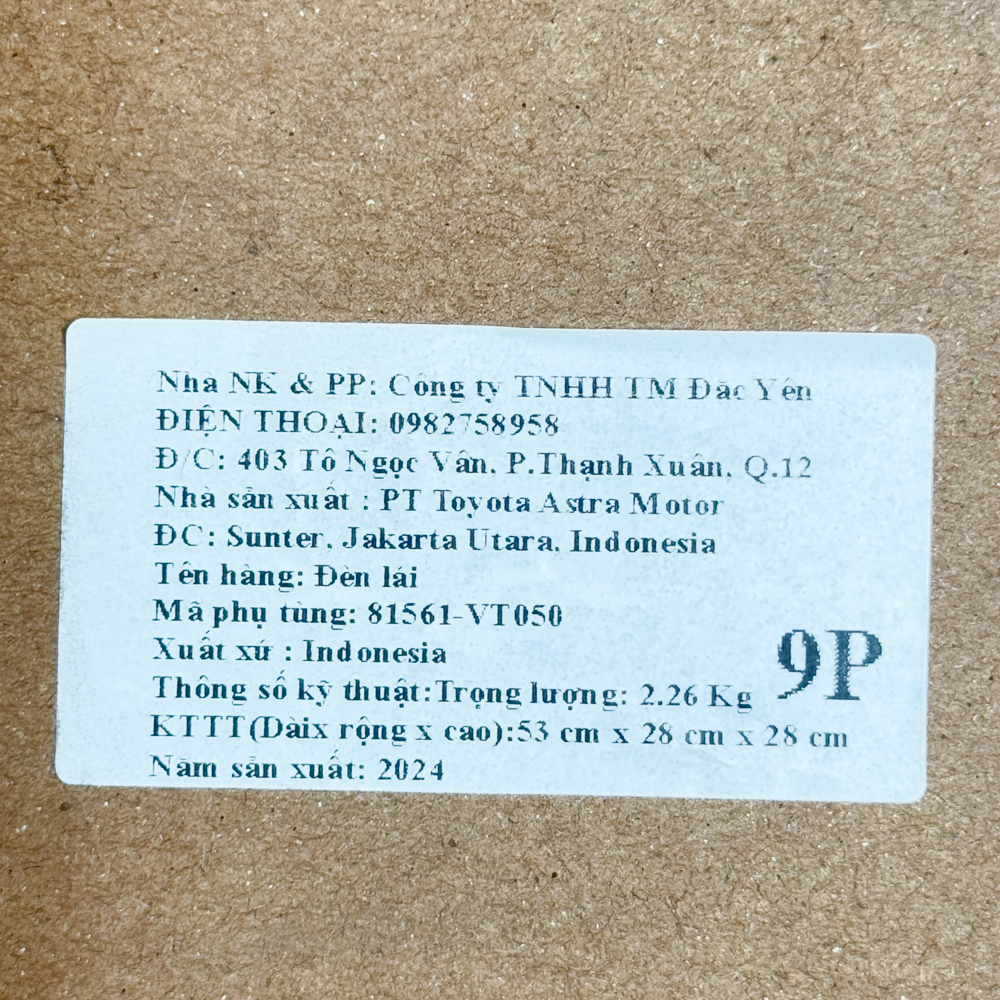 Nhà NK & PP: Công ty TNHH TM Đăc Yên
ĐIỆN THOẠI: 0982758958
Đ/C: 403 Tô Ngọc Vân, P.Thạnh Xuân, Q.12
Nhà sản xuất : PT Toyota Astra Motor
ĐC: Sunter, Jakarta Utara, Indonesia
Tên hàng: Đèn lái
Mã phụ tùng: 81561-VT050
Xuất xứ : Indonesia
Thông số kỹ thuật:Trọng lượng: 2.26 Kg
9P
KTTT(Dàix rộng x cao):53 cm x 28 cm x 28 cm
Năm sản xuất: 2024